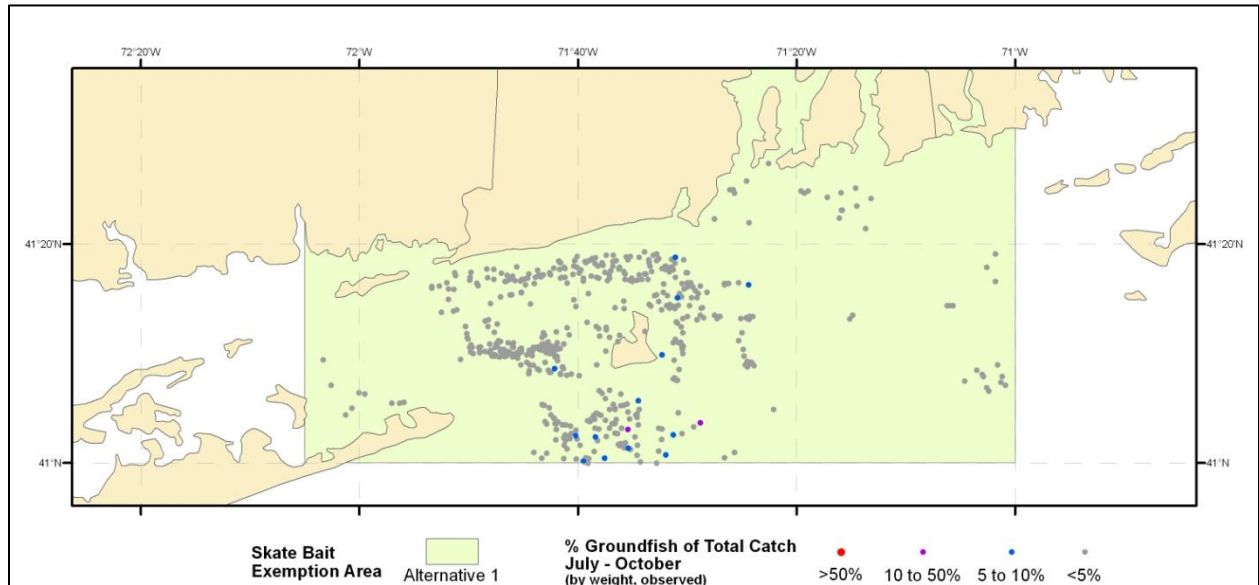 72°20'W 72°W 71°40'W 71°20'W 71°W
41°20'N 41°20'N
41°N 41°N
Skate Bait
Exemption Area
Alternative 1
% Groundfish of Total Catch
July - October
(by weight, observed)
>50% 10 to 50% 5 to 10% <5%